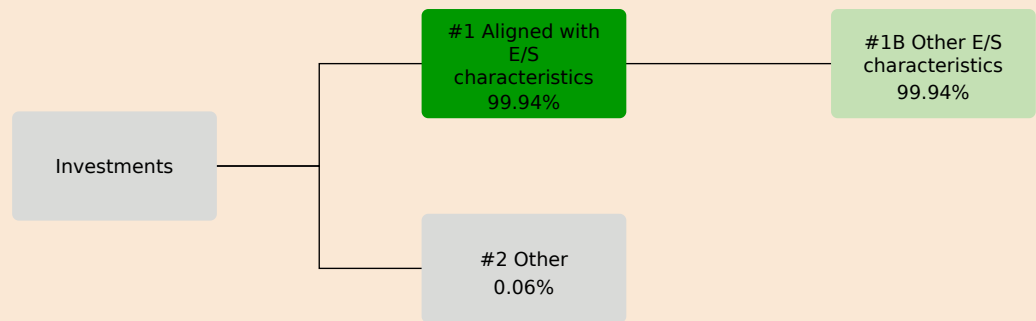 #1 Aligned with
E/S
characteristics
99.94%
#1B Other E/S
characteristics
99.94%
Investments
#2 Other
0.06%